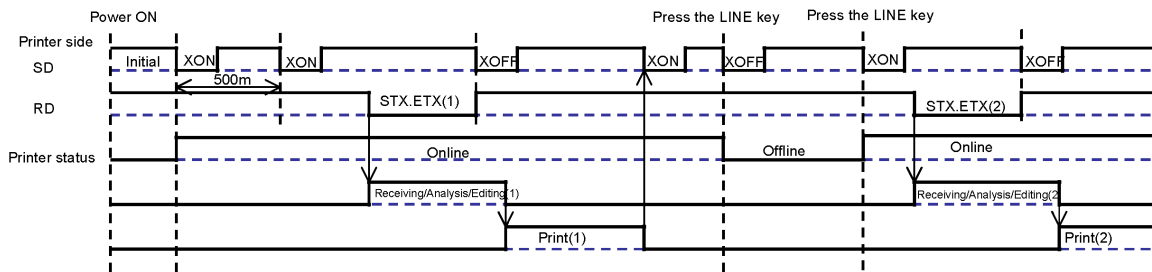 Power ON
Press the LINE key
Press the LINE key
Printer side
SD
Initial
XON
XON
XOFF
XON
XOFF
XON
XOFF
500m
RD
STX.ETX(1)
STX.ETX(2)
Printer status
Online
Offline
Online
Receiving/Analysis/Editing(1)
Receiving/Analysis/Editing(2
Print(1)
Print(2)